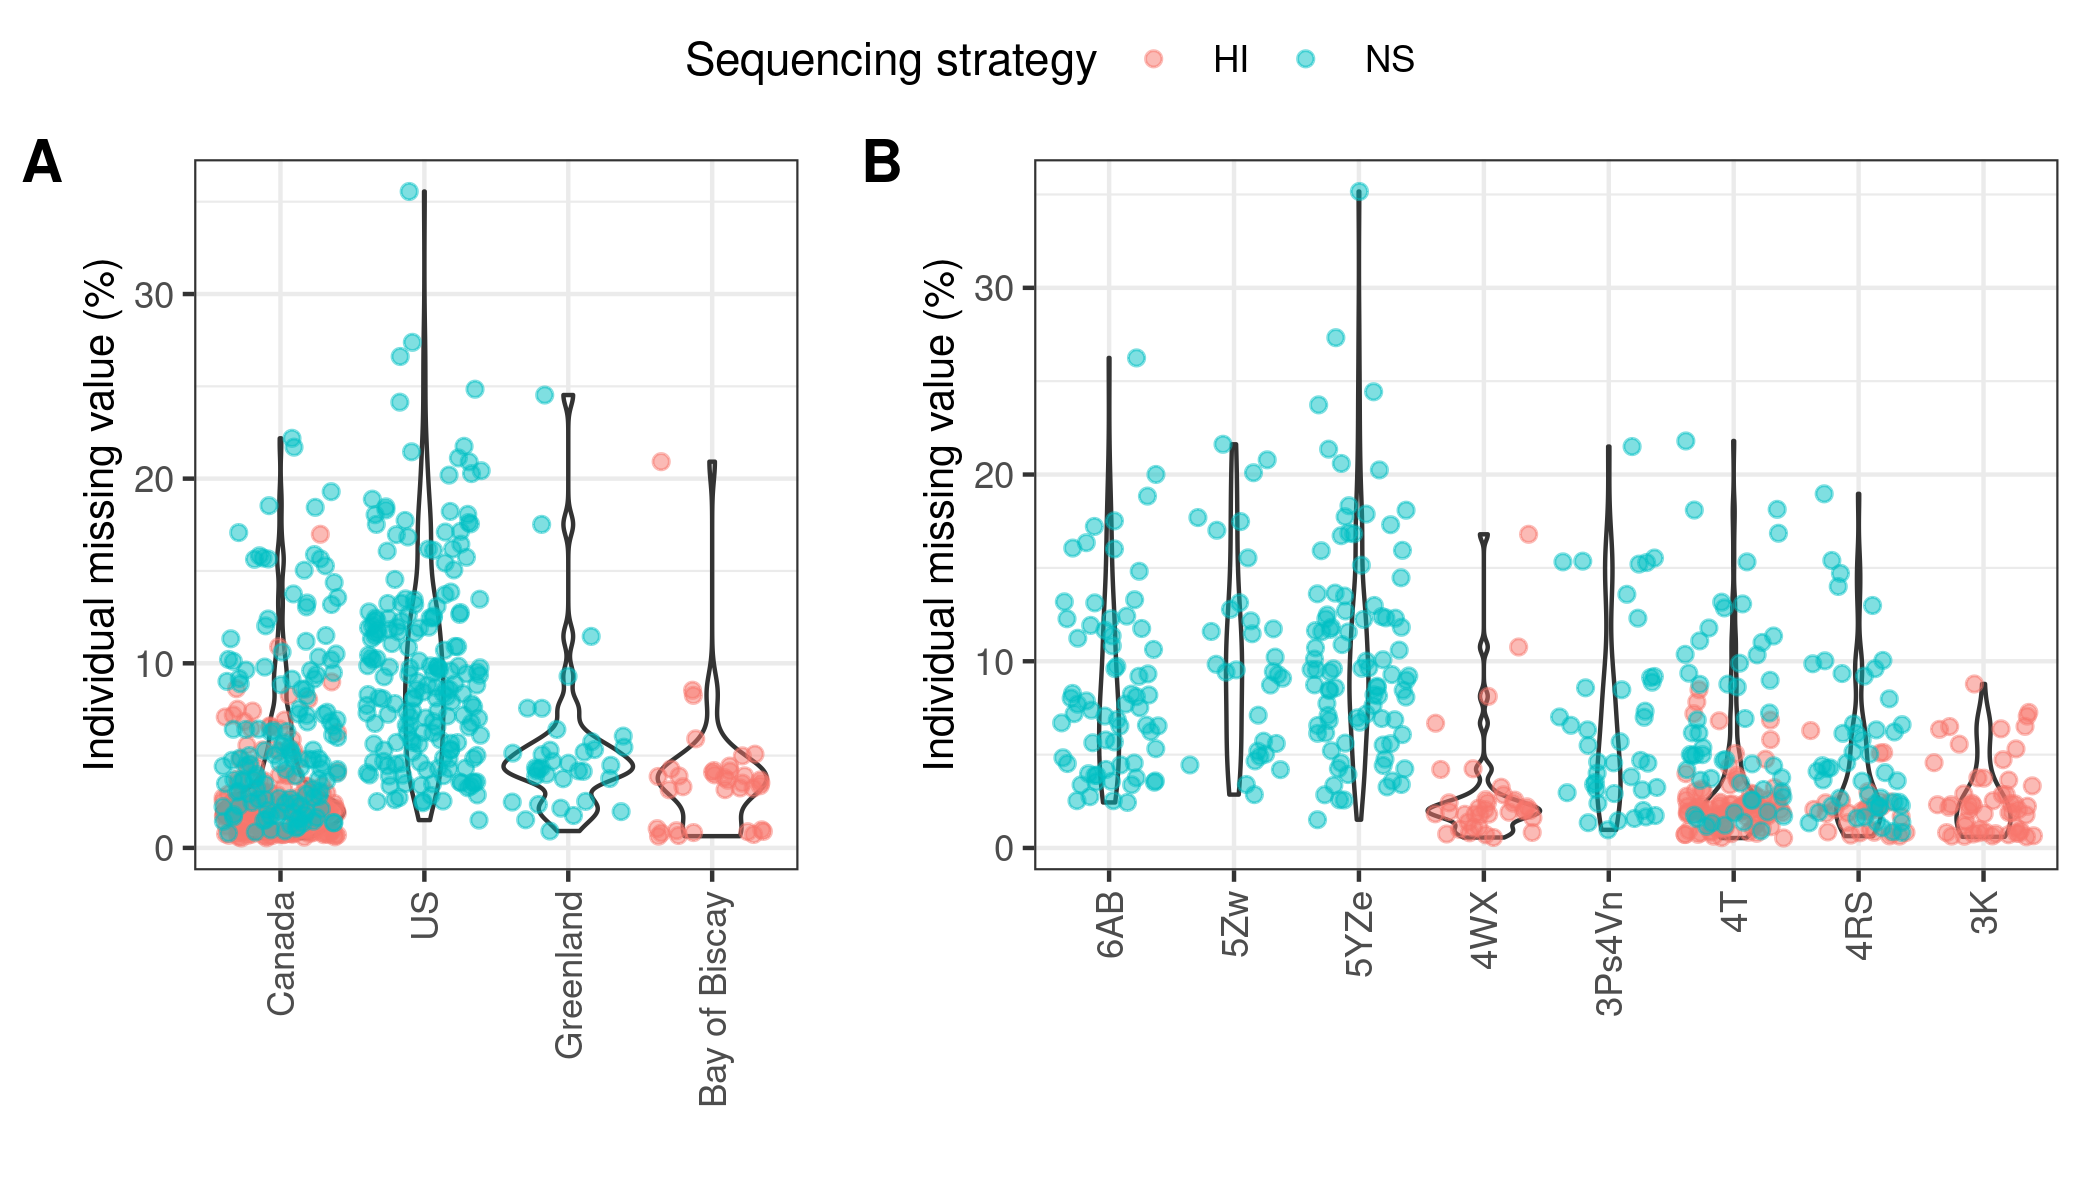 Sequencing strategy HI NS
A
B
Individual missing value (%)
30
20
10
0
Canada
US
Greenland
Bay of Biscay
Individual missing value (%)
30
20
10
0
6AB
5Zw
5YZe
4WX
3Ps4Vn
4T
4RS
3K